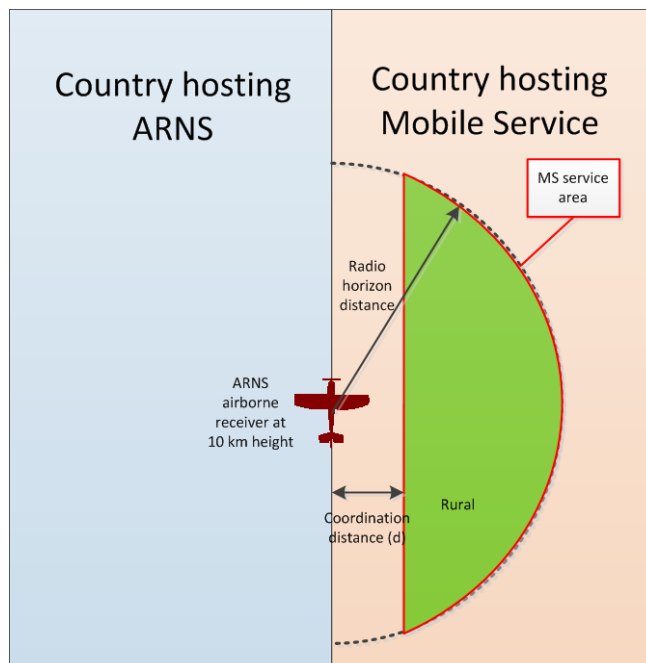 Country hosting
ARNS
Country hosting
Mobile Service
MS service
area
Radio
horizon
distance
ARNS
airborne
receiver at
10 km height
Coordination
distance (d)
Rural